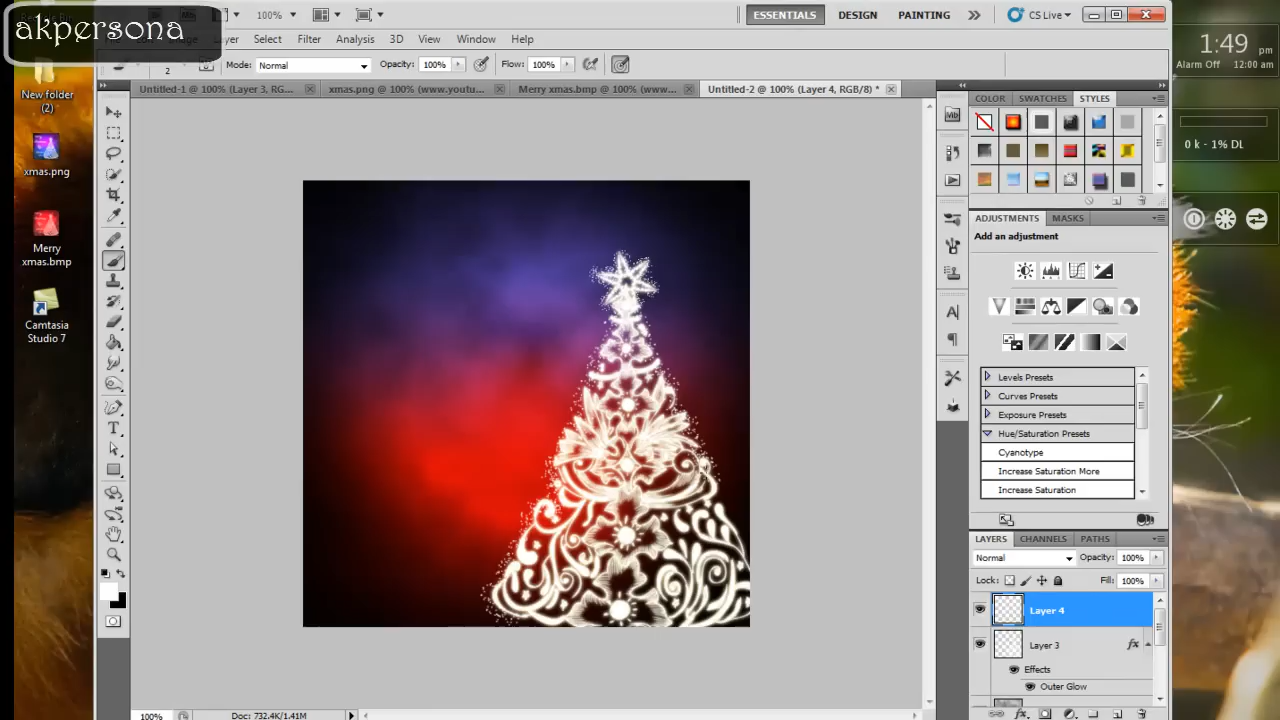 akpersona
100%
ESSENTIALS
DESIGN
PAINTING
CS Live
Select
Filter
Analysis
3D
View
Window
Help
2
Mode:
Normal
Opacity:
100%
Flow:
100%
Untitled-1 @ 100% (Layer 3, RG...
xmas.png @ 100% (www.youtu...
Merry xmas.bmp @ 100% (www...
Untitled-2 @ 100% (Layer 4, RGB/8) *
New folder
(2)
xmas.png
Merry
xmas.bmp
Camtasia
Studio 7
COLOR
SWATCHES
STYLES
Mb
ADJUSTMENTS
MASKS
Add an adjustment
Levels Presets
Curves Presets
Exposure Presets
Hue/Saturation Presets
Cyanotype
Increase Saturation More
Increase Saturation
LAYERS
CHANNELS
PATHS
Normal
Opacity:
100%
Lock:
Fill:
100%
Layer 4
Layer 3
fx
Effects
Outer Glow
100%
Doc: 732.4K/1.41M
1:49
pm
Alarm Off
12:00 am
0 k - 1% DL